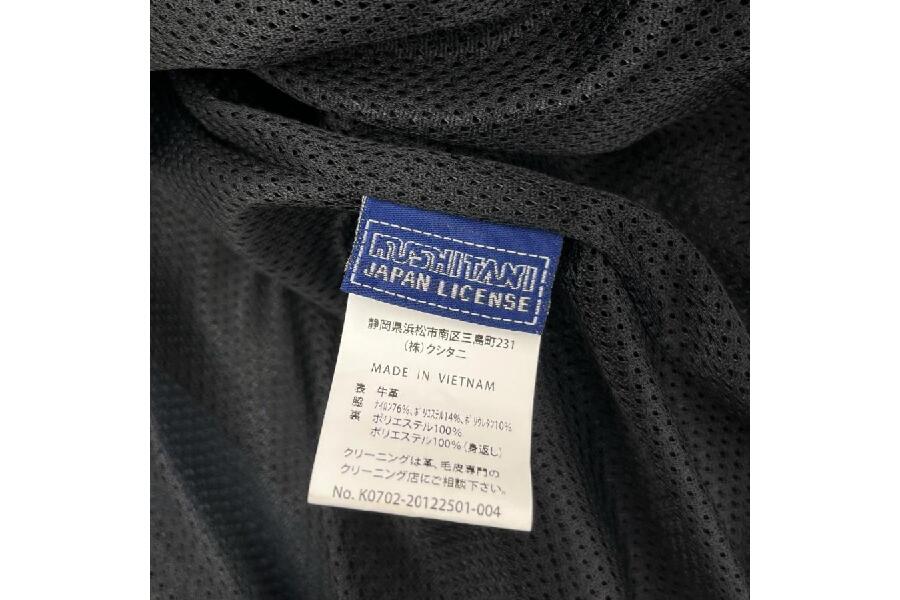 KUSHITANI
JAPAN LICENSE
静岡県浜松市南区三島町231
(株)クシタニ
MADE IN VIETNAM
表 牛革
脇 ナイロン76%、ポリエステル14%、ポリウレタン10%
裏 ポリエステル100%
ポリエステル100%(身返し)
クリーニングは革、毛皮専門の
クリーニング店にご相談下さい。
No. K0702-20122501-004